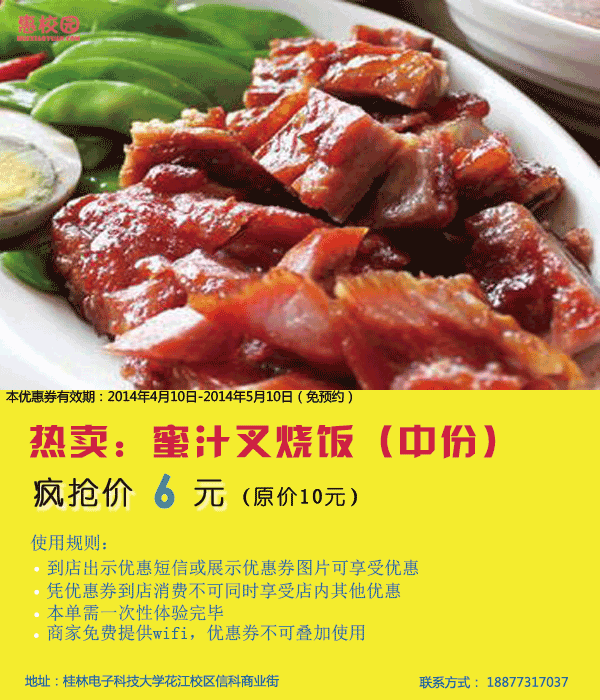 惠校园
本优惠券有效期：2014年4月10日-2014年5月10日（免预约）
热卖：蜜汁叉烧饭（中份）
疯抢价 6 元（原价10元）
使用规则：
• 到店出示优惠短信或展示优惠券图片可享受优惠
• 凭优惠券到店消费不可同时享受店内其他优惠
• 本单需一次性体验完毕
• 商家免费提供wifi，优惠券不可叠加使用
地址：桂林电子科技大学花江校区信科商业街
联系方式： 18877317037